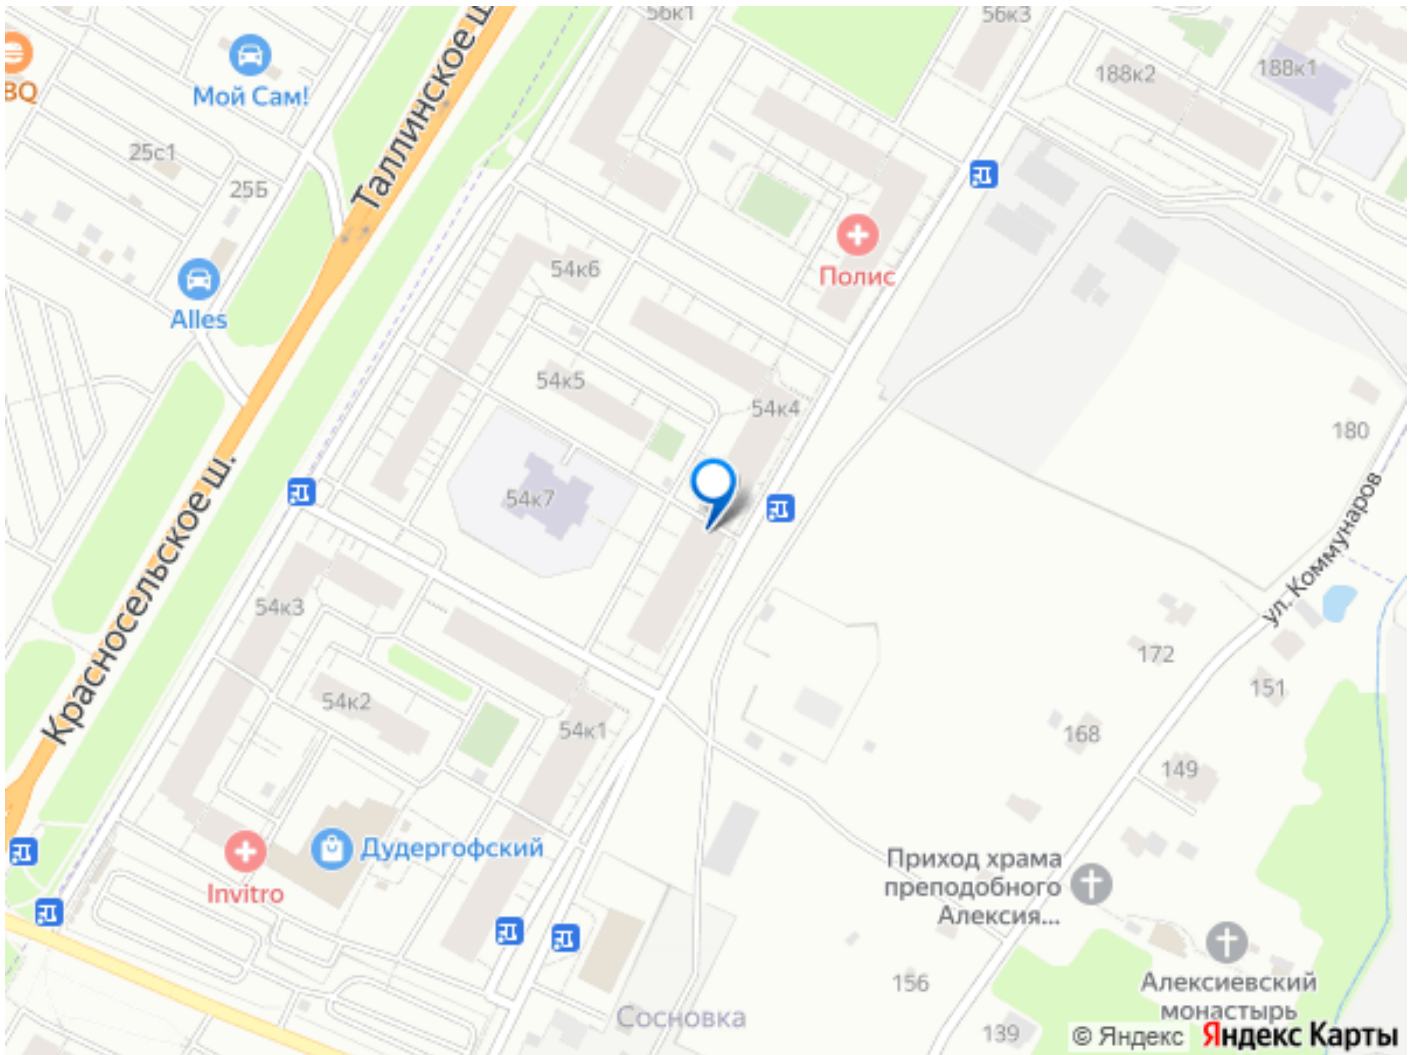 56к1
56к3
BQ
Мой Сам!
Таллинское ш.
188к2
188к1
25с1
25Б
Полис
54к6
Alles
54к5
54к4
180
54к7
Красносельское ш.
ул. Коммунаров
54к3
172
151
54к2
54к1
168
149
Дудергофский
Invitro
Приход храма
преподобного
Алексия...
156
Алексиевский
монастырь
Сосновка
139
© Яндекс Яндекс Карты